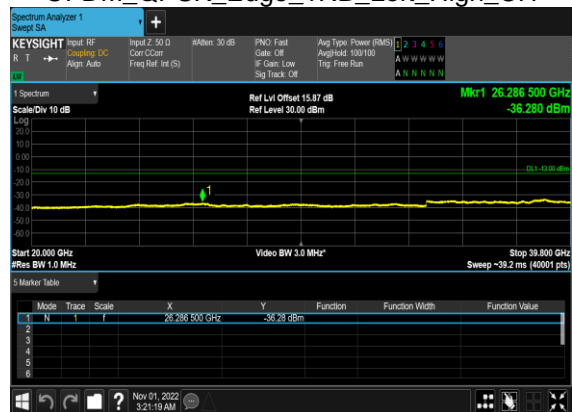 Spectrum Analyzer 1
Swept SA
+
KEYSIGHT Input: RF Input Z: 50 Ω #Atten: 30 dB PNO: Fast Avg Type: Power (RMS) 1 2 3 4 5 6
R T Coupling: DC Corr CCorr Gate: Off Avg|Hold: 100/100 A W W W W W
Align: Auto Freq Ref: Int (S) IF Gain: Low Trig: Free Run
LW Sig Track: Off A N N N N N
1 Spectrum Ref Lvl Offset 15.87 dB Mkr1 26.286 500 GHz
Scale/Div 10 dB Ref Level 30.00 dBm -36.280 dBm
Log
20.0
10.0
0.00
-10.0 DL1 -13.00 dBm
-20.0
-30.0 1
-40.0
-50.0
-60.0
Start 20.000 GHz Video BW 3.0 MHz* Stop 39.800 GHz
#Res BW 1.0 MHz Sweep ~39.2 ms (40001 pts)
5 Marker Table
Mode Trace Scale X Y Function Function Width Function Value
1 N 1 f 26.286 500 GHz -36.28 dBm
2
3
4
5
6
? Nov 01, 2022
3:21:19 AM